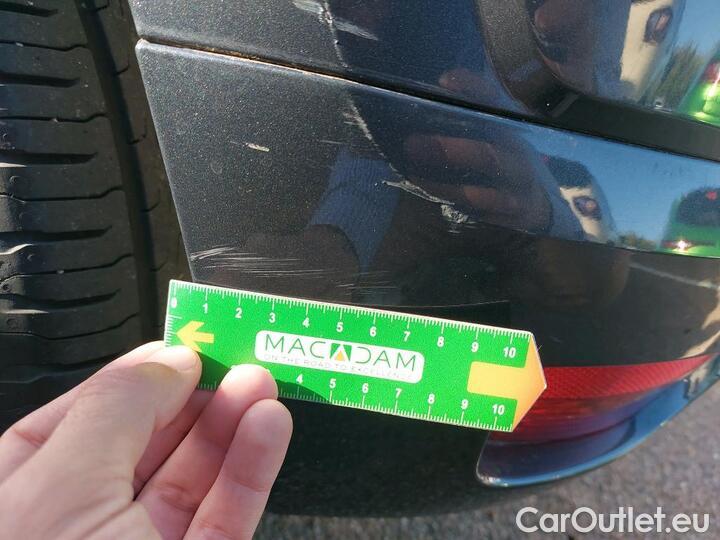 0 1 2 3 4 5 6 7 8 9 10
MACADAM
ON THE ROAD TO EXCELLENCE
4 5 6 7 8 9 10
CarOutlet.eu